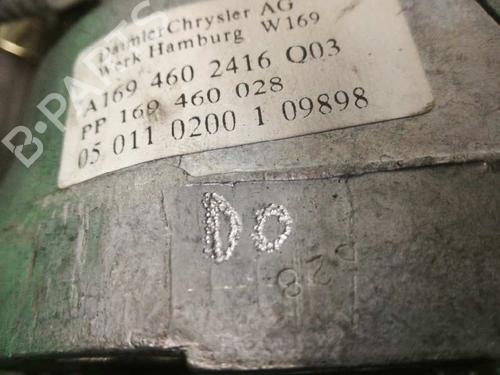 DaimlerChrysler AG
Werk Hamburg W169
A169 460 2416 Q03
PP 169 460 028
05 011 0200 1 09898
B-PARTS
DO
528